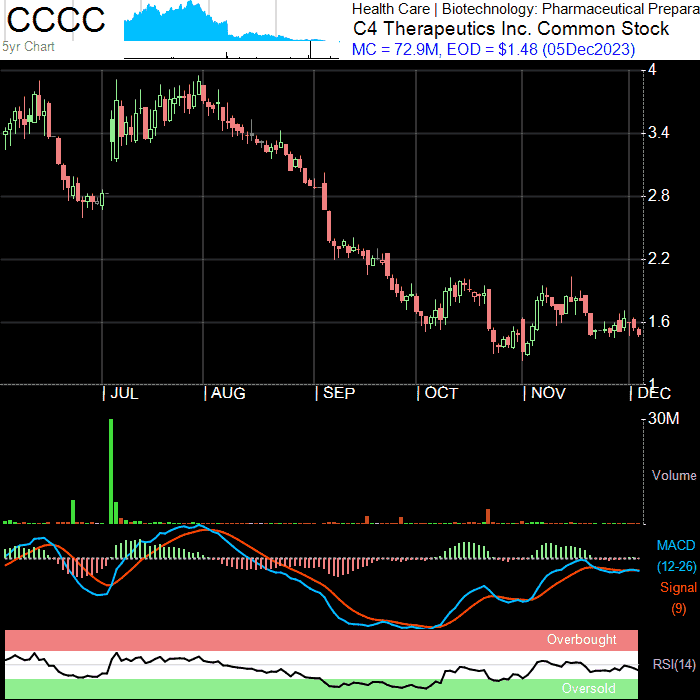 CCCC
5yr Chart
Health Care | Biotechnology: Pharmaceutical Prepara
C4 Therapeutics Inc. Common Stock
MC = 72.9M, EOD = $1.48 (05Dec2023)
4
3.4
2.8
2.2
1.6
1
JUL AUG SEP OCT NOV DEC
30M
Volume
MACD
(12-26)
Signal
(9)
Overbought
RSI(14)
Oversold